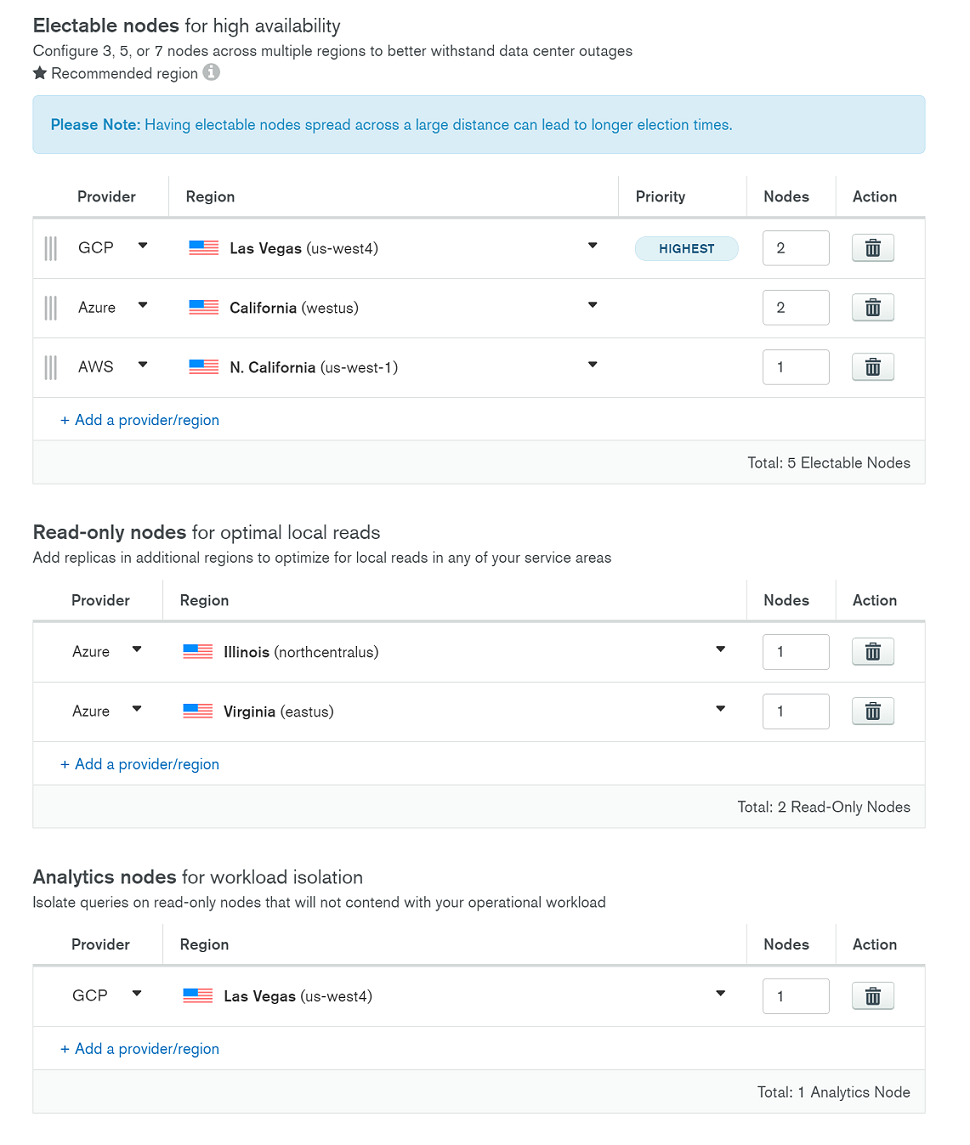 Electable nodes for high availability
Configure 3, 5, or 7 nodes across multiple regions to better withstand data center outages
★ Recommended region i
Please Note: Having electable nodes spread across a large distance can lead to longer election times.
Provider Region Priority Nodes Action
GCP Las Vegas (us-west4) HIGHEST 2
Azure California (westus) 2
AWS N. California (us-west-1) 1
+ Add a provider/region
Total: 5 Electable Nodes
Read-only nodes for optimal local reads
Add replicas in additional regions to optimize for local reads in any of your service areas
Provider Region Nodes Action
Azure Illinois (northcentralus) 1
Azure Virginia (eastus) 1
+ Add a provider/region
Total: 2 Read-Only Nodes
Analytics nodes for workload isolation
Isolate queries on read-only nodes that will not contend with your operational workload
Provider Region Nodes Action
GCP Las Vegas (us-west4) 1
+ Add a provider/region
Total: 1 Analytics Node